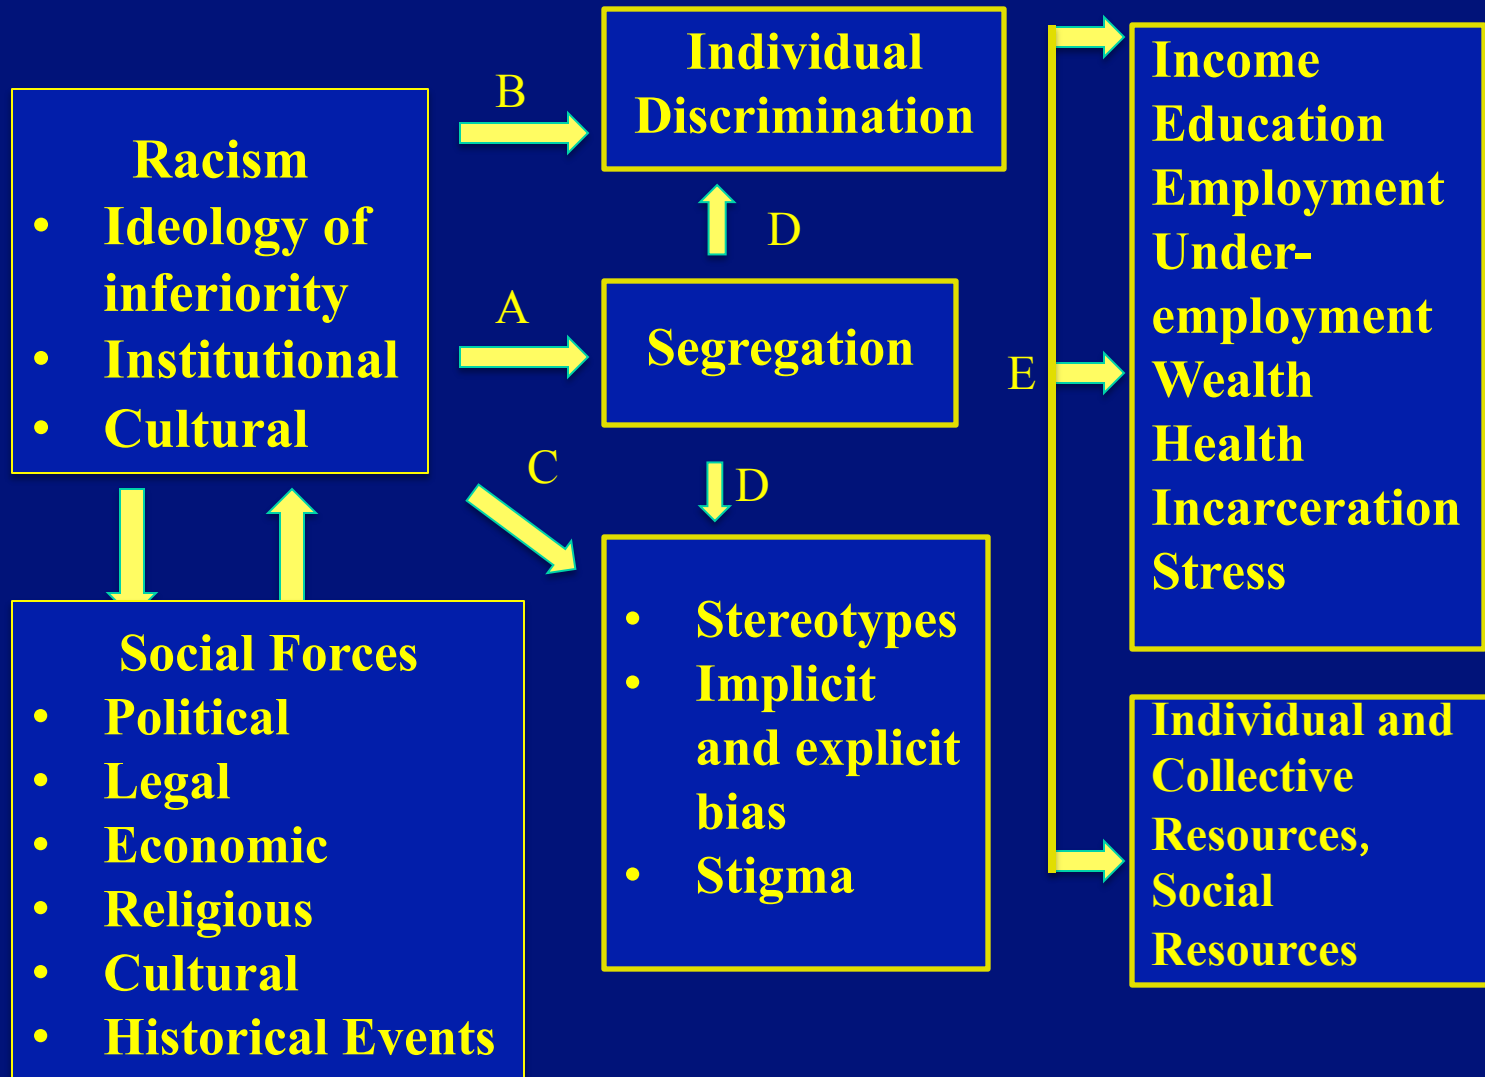 Racism
• Ideology of
inferiority
• Institutional
• Cultural
Social Forces
• Political
• Legal
• Economic
• Religious
• Cultural
• Historical Events
B
A
C
Individual
Discrimination
D
Segregation
D
• Stereotypes
• Implicit
and explicit
bias
• Stigma
E
Income
Education
Employment
Under-
employment
Wealth
Health
Incarceration
Stress
Individual and
Collective
Resources,
Social
Resources